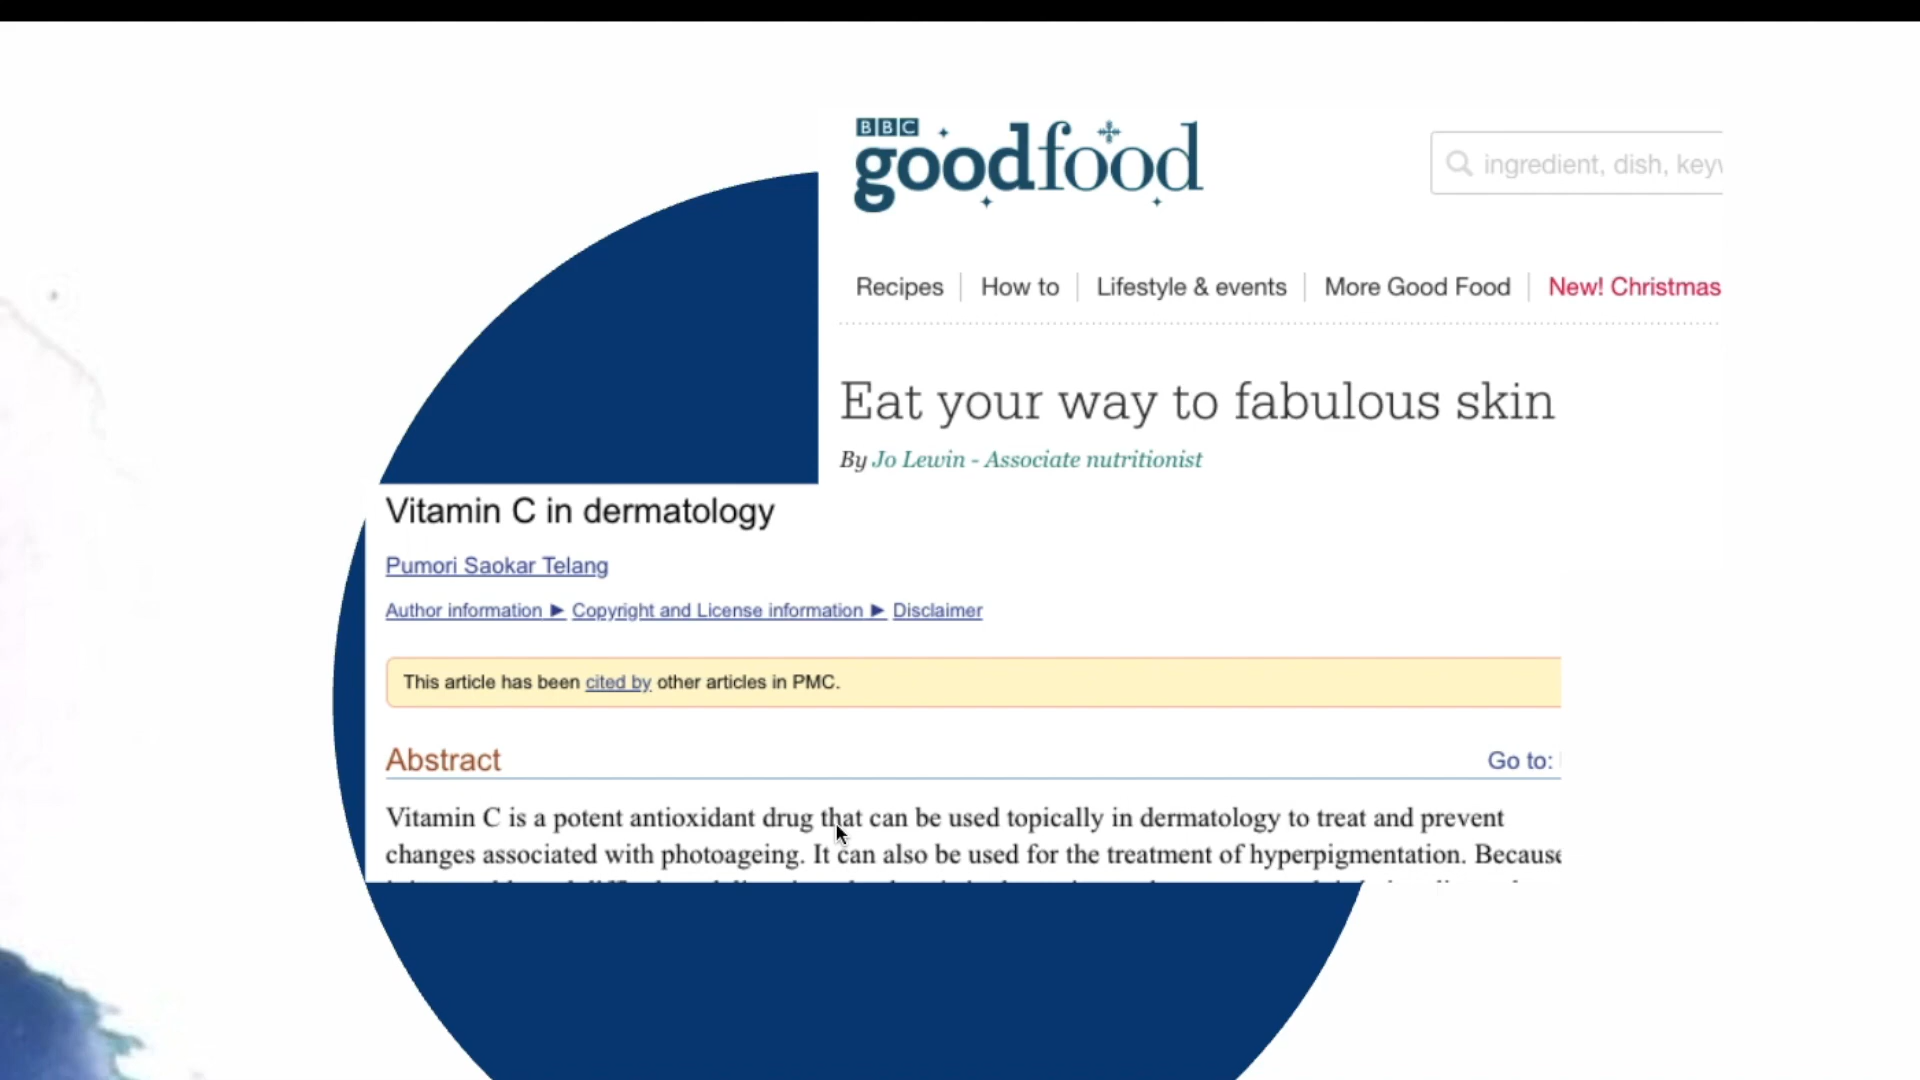 BBC
goodfood
ingredient, dish, keyw
Recipes How to Lifestyle & events More Good Food New! Christmas
Eat your way to fabulous skin
By Jo Lewin - Associate nutritionist
Vitamin C in dermatology
Pumori Saokar Telang
Author information ► Copyright and License information ► Disclaimer
This article has been cited by other articles in PMC.
Abstract Go to:
Vitamin C is a potent antioxidant drug that can be used topically in dermatology to treat and prevent
changes associated with photoageing. It can also be used for the treatment of hyperpigmentation. Because